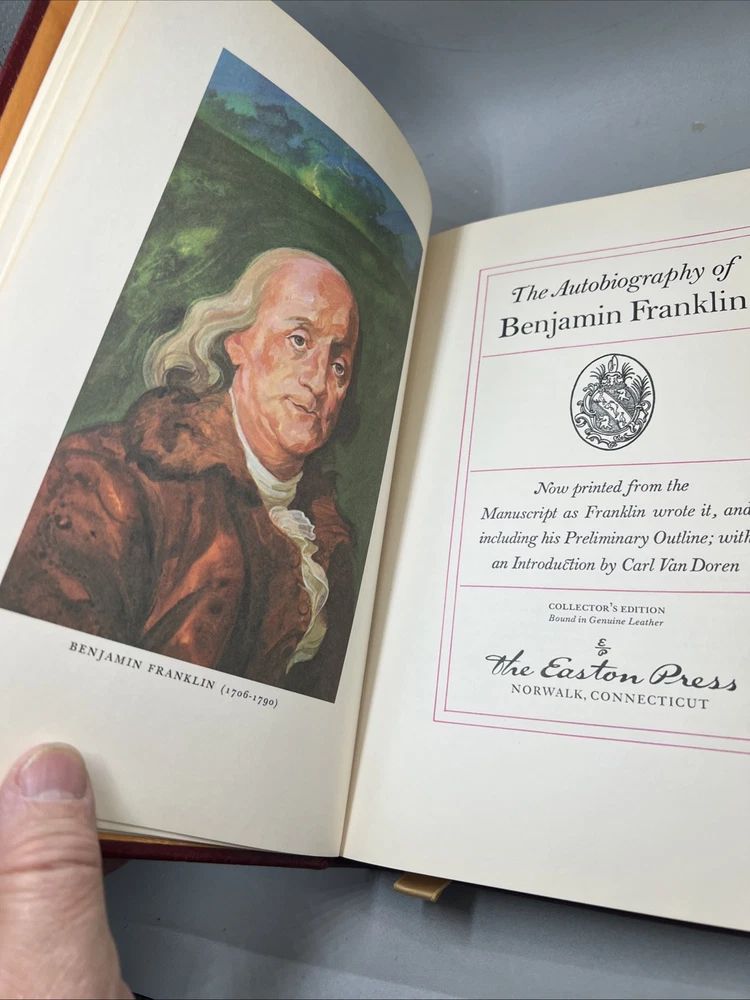 BENJAMIN FRANKLIN (1706-1790)
The Autobiography of
Benjamin Franklin
Now printed from the
Manuscript as Franklin wrote it, and
including his Preliminary Outline; with
an Introduction by Carl Van Doren
COLLECTOR'S EDITION
Bound in Genuine Leather
The Easton Press
NORWALK, CONNECTICUT